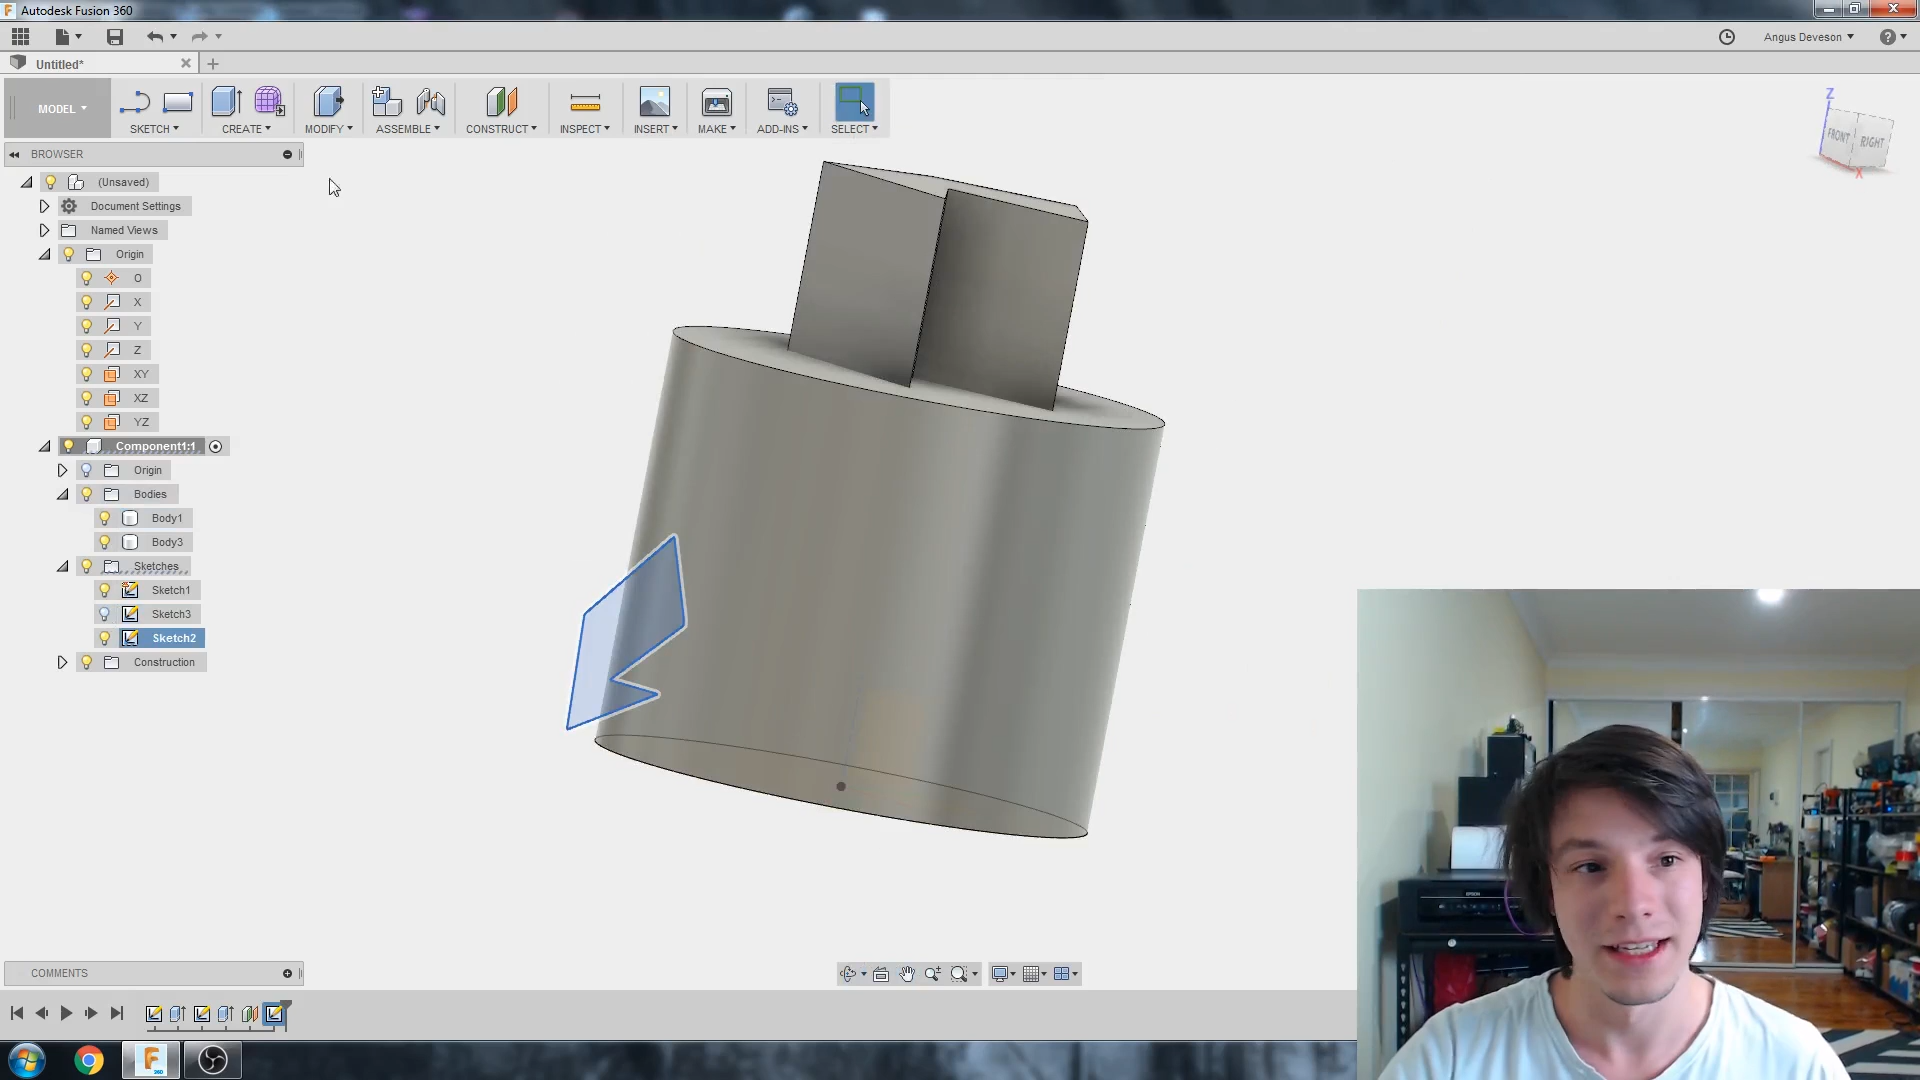 Autodesk Fusion 360
Angus Deveson
Untitled*
MODEL
SKETCH
CREATE
MODIFY
ASSEMBLE
CONSTRUCT
INSPECT
INSERT
MAKE
ADD-INS
SELECT
BROWSER
(Unsaved)
Document Settings
Named Views
Origin
O
X
Y
Z
XY
XZ
YZ
Component1:1
Origin
Bodies
Body1
Body3
Sketches
Sketch1
Sketch3
Sketch2
Construction
Z
FRONT
RIGHT
X
EPSON
COMMENTS